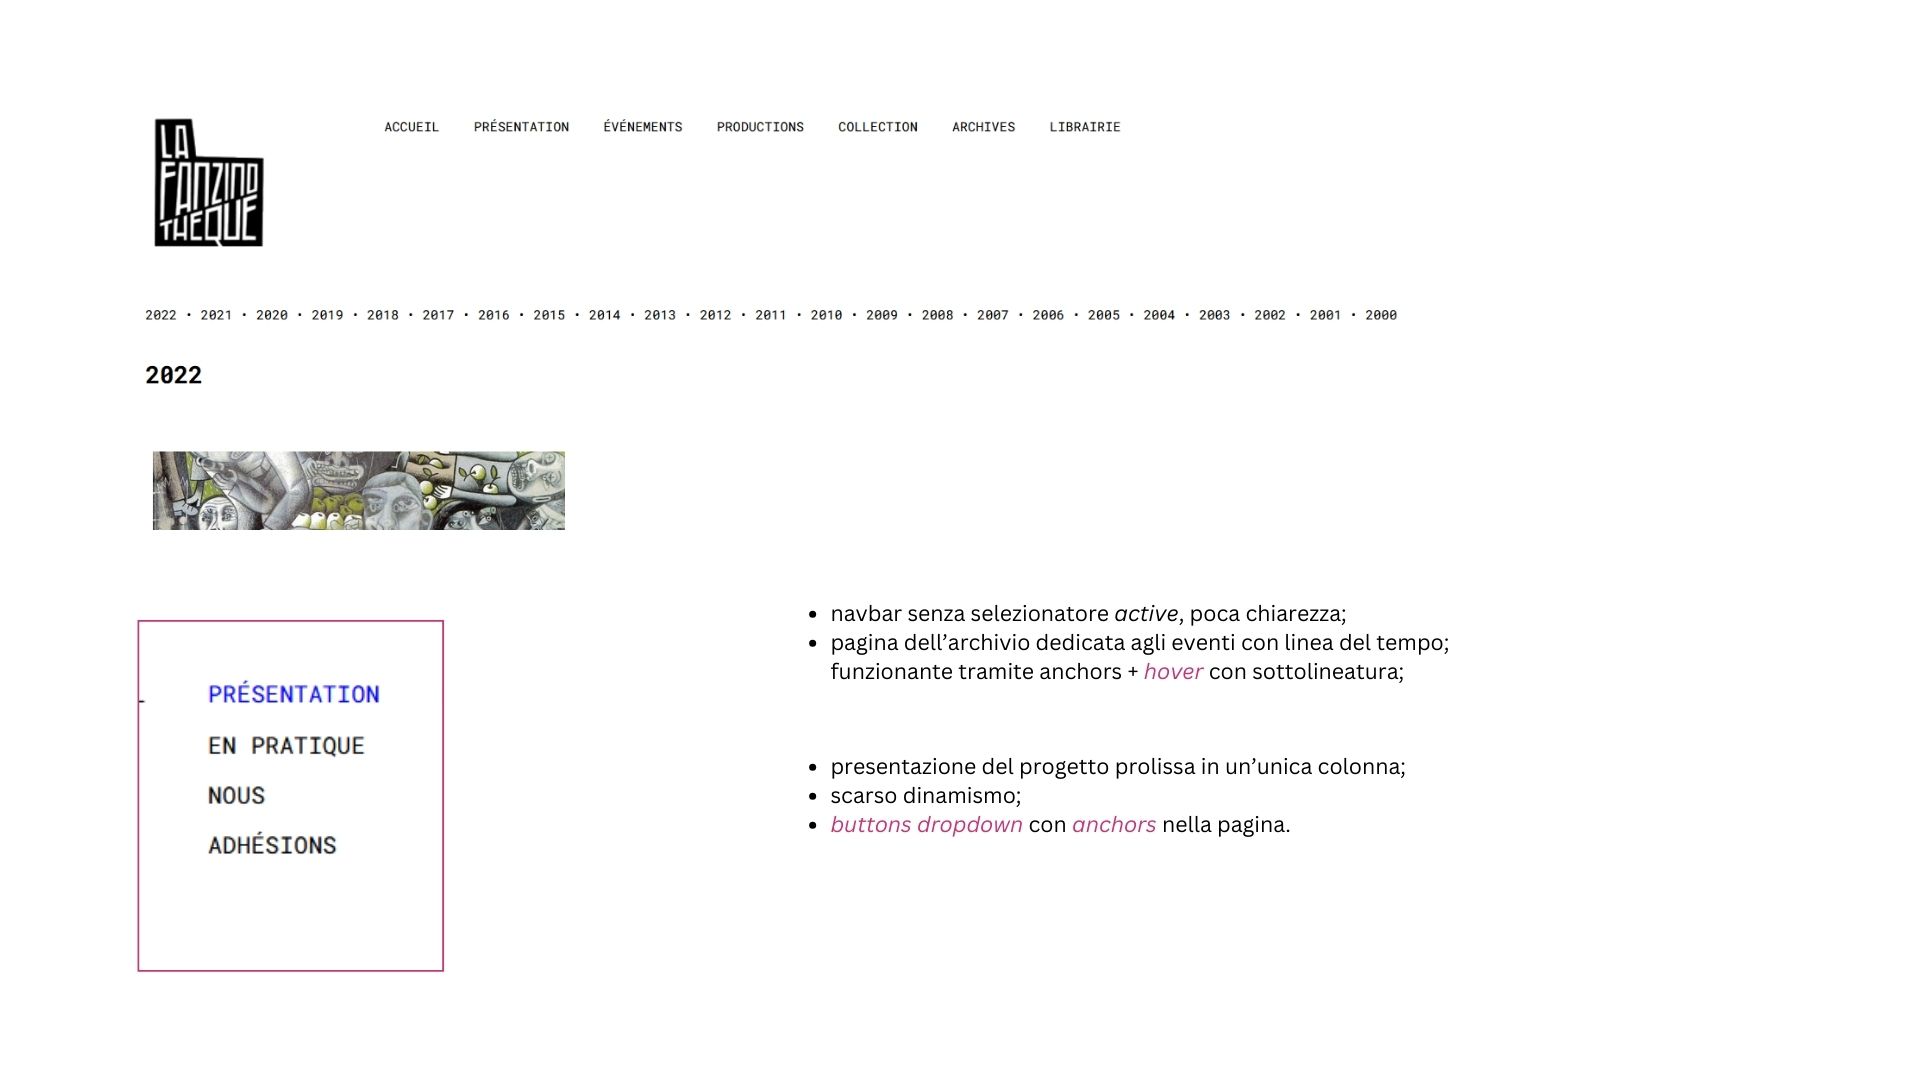 LA
FANZINO
THEQUE
ACCUEIL PRÉSENTATION ÉVÉNEMENTS PRODUCTIONS COLLECTION ARCHIVES LIBRAIRIE
2022 · 2021 · 2020 · 2019 · 2018 · 2017 · 2016 · 2015 · 2014 · 2013 · 2012 · 2011 · 2010 · 2009 · 2008 · 2007 · 2006 · 2005 · 2004 · 2003 · 2002 · 2001 · 2000
2022
PRÉSENTATION
EN PRATIQUE
NOUS
ADHÉSIONS
• navbar senza selezionatore active, poca chiarezza;
• pagina dell’archivio dedicata agli eventi con linea del tempo;
funzionante tramite anchors + hover con sottolineatura;
• presentazione del progetto prolissa in un’unica colonna;
• scarso dinamismo;
• buttons dropdown con anchors nella pagina.